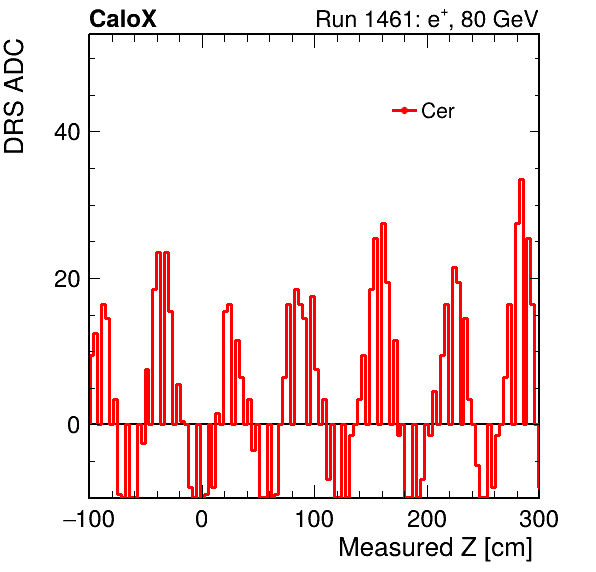 CaloX Run 1461: e⁺, 80 GeV
DRS ADC
Cer
40
20
0
−100 0 100 200 300
Measured Z [cm]